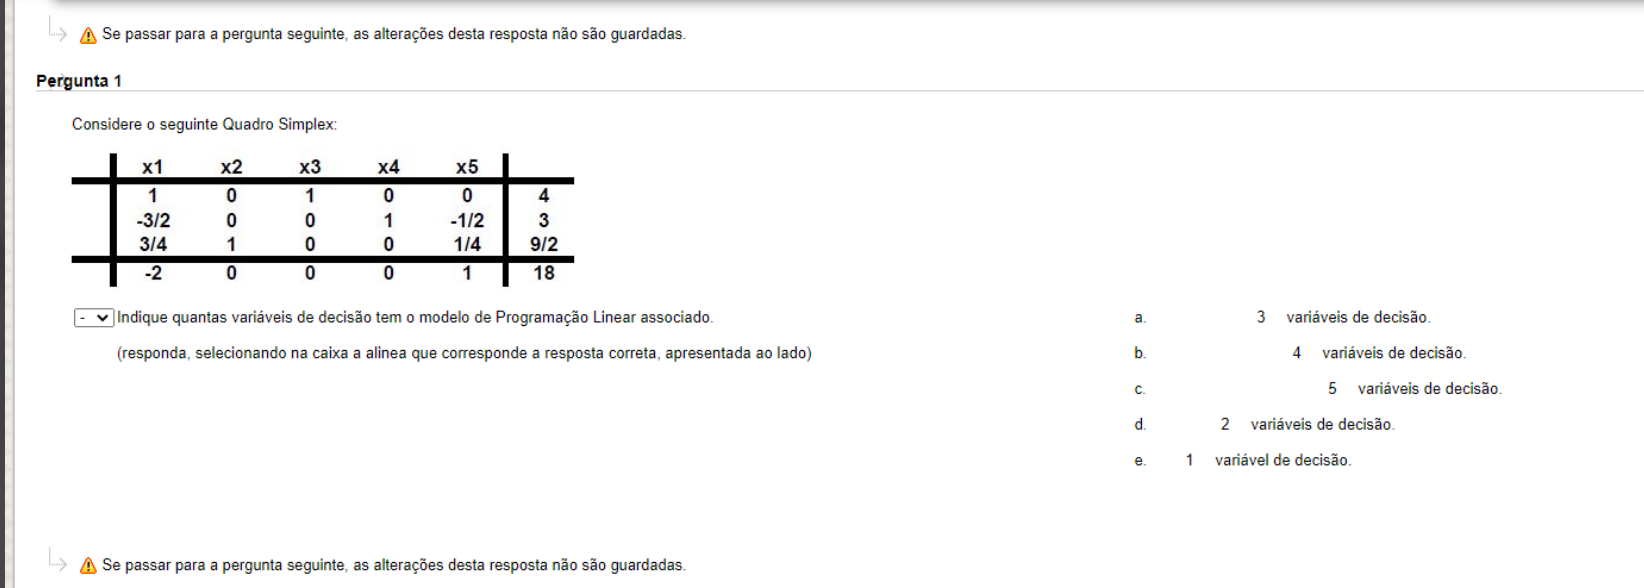 Se passar para a pergunta seguinte, as alterações desta resposta não são guardadas.
Pergunta 1
Considere o seguinte Quadro Simplex:
x1 x2 x3 x4 x5
1 0 1 0 0 4
-3/2 0 0 1 -1/2 3
3/4 1 0 0 1/4 9/2
-2 0 0 0 1 18
- Indique quantas variáveis de decisão tem o modelo de Programação Linear associado.
(responda, selecionando na caixa a alinea que corresponde a resposta correta, apresentada ao lado)
a. 3 variáveis de decisão.
b. 4 variáveis de decisão.
c. 5 variáveis de decisão.
d. 2 variáveis de decisão.
e. 1 variável de decisão.
Se passar para a pergunta seguinte, as alterações desta resposta não são guardadas.